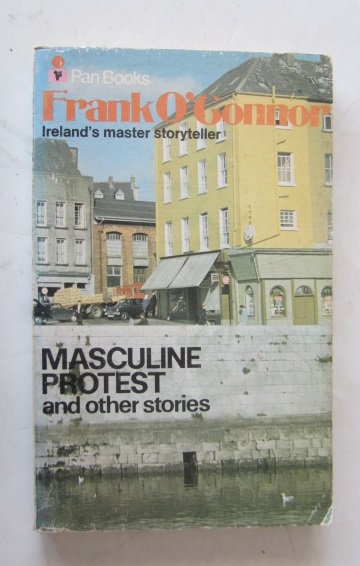 Pan Books
Frank O'Connor
Ireland's master storyteller
MASCULINE
PROTEST
and other stories